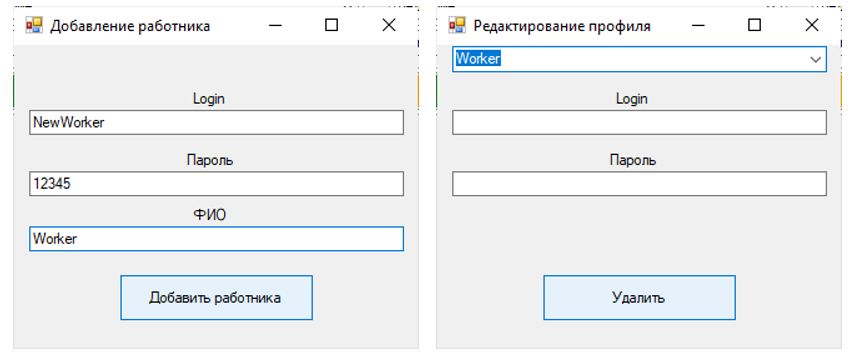 Добавление работника
Login
NewWorker
Пароль
12345
ФИО
Worker
Добавить работника
Редактирование профиля
Worker
Login
Пароль
Удалить